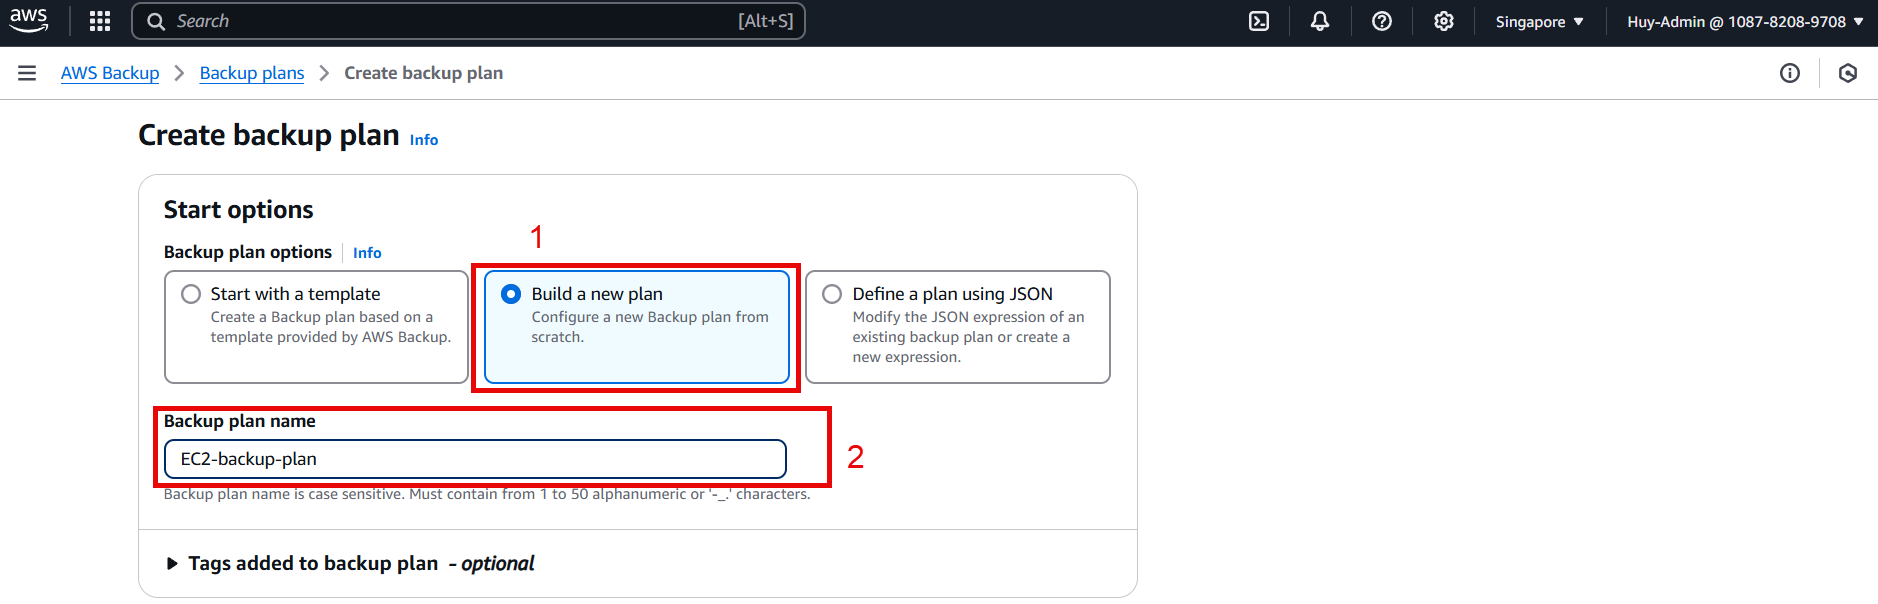 aws
Search
[Alt+S]
Singapore
Huy-Admin @ 1087-8208-9708
AWS Backup
Backup plans
Create backup plan
Create backup plan Info
Start options
1
Backup plan options Info
Start with a template
Create a Backup plan based on a
template provided by AWS Backup.
Build a new plan
Configure a new Backup plan from
scratch.
Define a plan using JSON
Modify the JSON expression of an
existing backup plan or create a
new expression.
Backup plan name
EC2-backup-plan
2
Backup plan name is case sensitive. Must contain from 1 to 50 alphanumeric or '-_.' characters.
Tags added to backup plan - optional